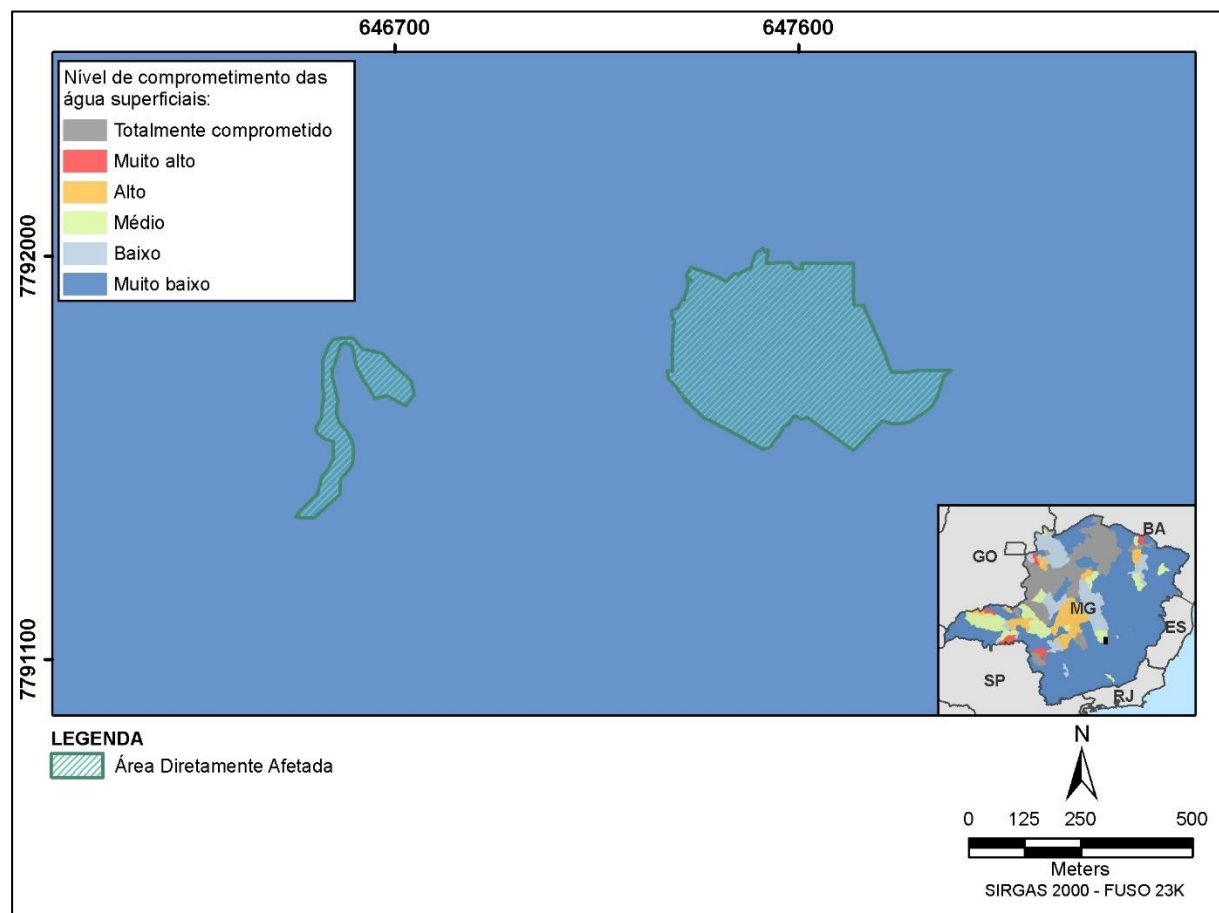 646700
647600
Nível de comprometimento das
água superficiais:
Totalmente comprometido
Muito alto
Alto
Médio
Baixo
Muito baixo
7792000
7791100
BA
GO
MG
ES
SP
RJ
LEGENDA
Área Diretamente Afetada
N
0 125 250 500
Meters
SIRGAS 2000 - FUSO 23K